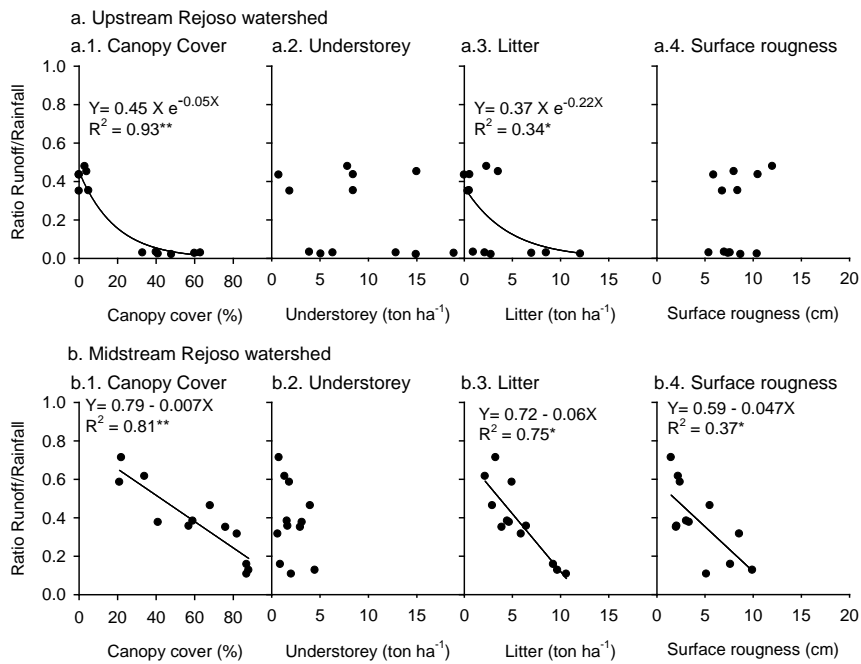 a. Upstream Rejoso watershed
a.1. Canopy Cover
a.2. Understorey
a.3. Litter
a.4. Surface rougness
Ratio Runoff/Rainfall
1.0
0.8
0.6
0.4
0.2
0.0
Y= 0.45 X e^-0.05X
R² = 0.93**
Y= 0.37 X e^-0.22X
R² = 0.34*
0 20 40 60 80
0 5 10 15
0 5 10 15
0 5 10 15 20
Canopy cover (%)
Understorey (ton ha⁻¹)
Litter (ton ha⁻¹)
Surface rougness (cm)
b. Midstream Rejoso watershed
b.1. Canopy Cover
b.2. Understorey
b.3. Litter
b.4. Surface rougness
Ratio Runoff/Rainfall
1.0
0.8
0.6
0.4
0.2
0.0
Y= 0.79 - 0.007X
R² = 0.81**
Y= 0.72 - 0.06X
R² = 0.75*
Y= 0.59 - 0.047X
R² = 0.37*
0 20 40 60 80
0 5 10 15
0 5 10 15
0 5 10 15 20
Canopy cover (%)
Understorey (ton ha⁻¹)
Litter (ton ha⁻¹)
Surface rougness (cm)